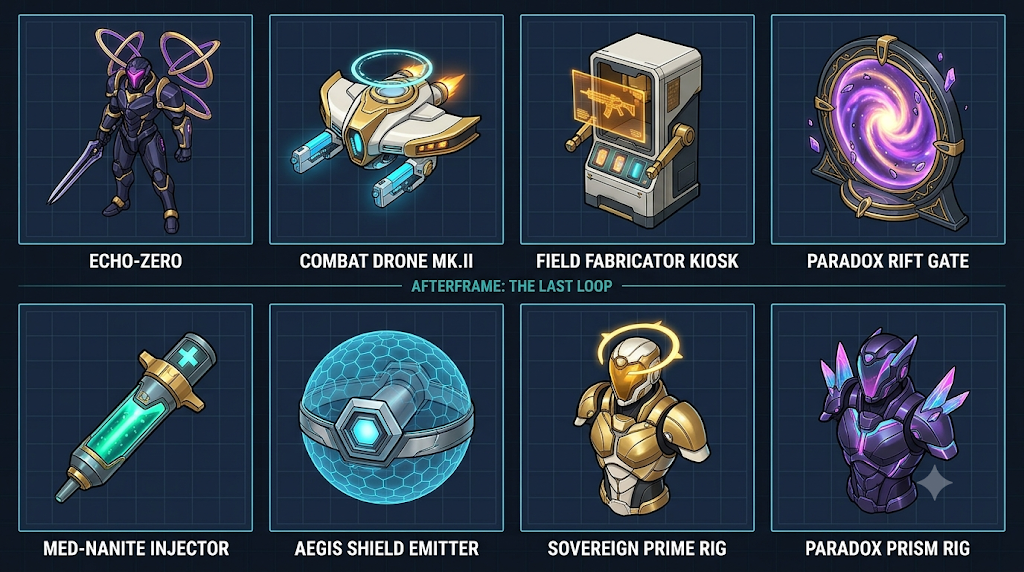 ECHO-ZERO
COMBAT DRONE MK.II
FIELD FABRICATOR KIOSK
PARADOX RIFT GATE
AFTERFRAME: THE LAST LOOP
MED-NANITE INJECTOR
AEGIS SHIELD EMITTER
SOVEREIGN PRIME RIG
PARADOX PRISM RIG